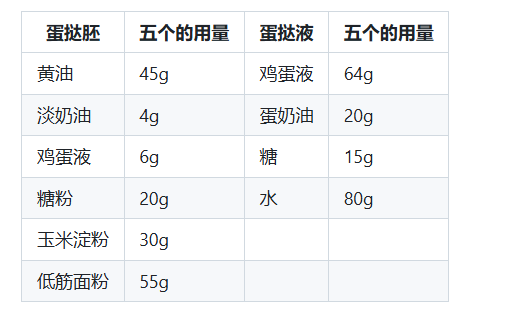 蛋挞胚 五个的用量 蛋挞液 五个的用量
黄油 45g 鸡蛋液 64g
淡奶油 4g 蛋奶油 20g
鸡蛋液 6g 糖 15g
糖粉 20g 水 80g
玉米淀粉 30g
低筋面粉 55g